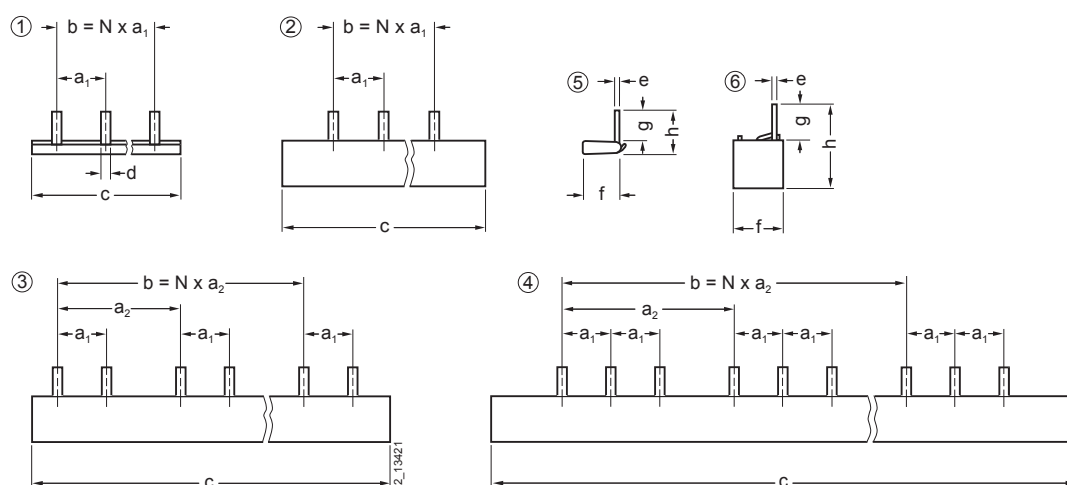 ① b = N x a₁
a₁
d
c
② b = N x a₁
a₁
c
⑤ e
g
h
f
⑥ e
g
h
f
③ b = N x a₂
a₂
a₁ a₁ a₁
c
2_13421
④ b = N x a₂
a₂
a₁ a₁ a₁ a₁ a₁ a₁
c